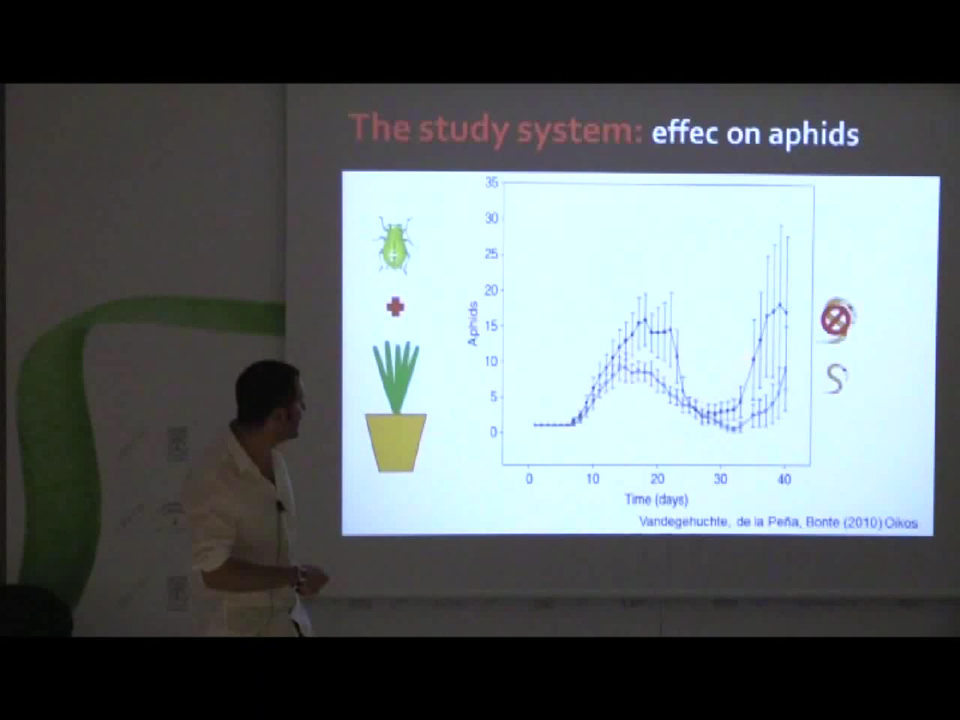 The study system: effec on aphids
35
30
25
20
15
10
5
0
Aphids
0 10 20 30 40
Time (days)
Vandegehuchte, de la Peña, Bonte (2010) Oikos